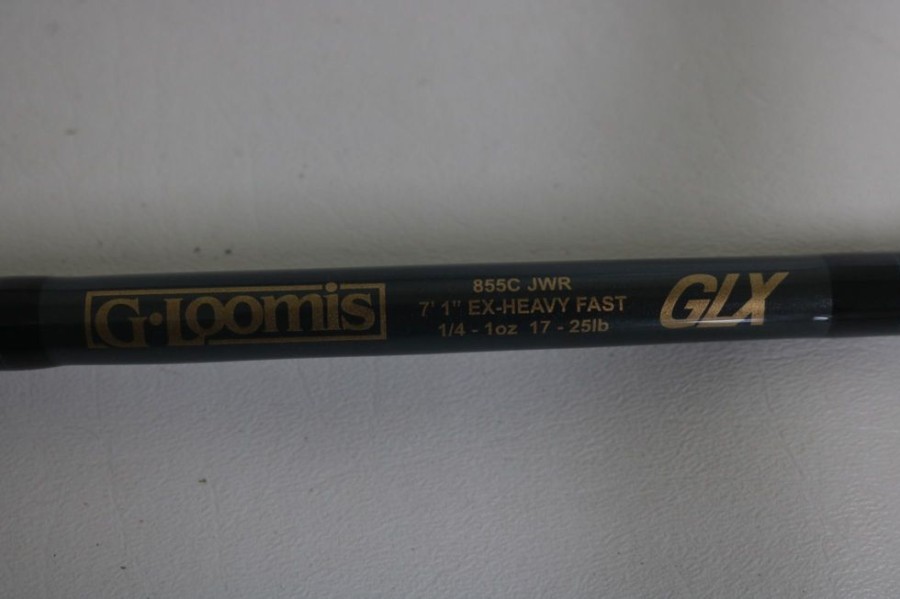 G·Loomis
855C JWR
7' 1" EX-HEAVY FAST
1/4 - 1oz 17 - 25lb
GLX